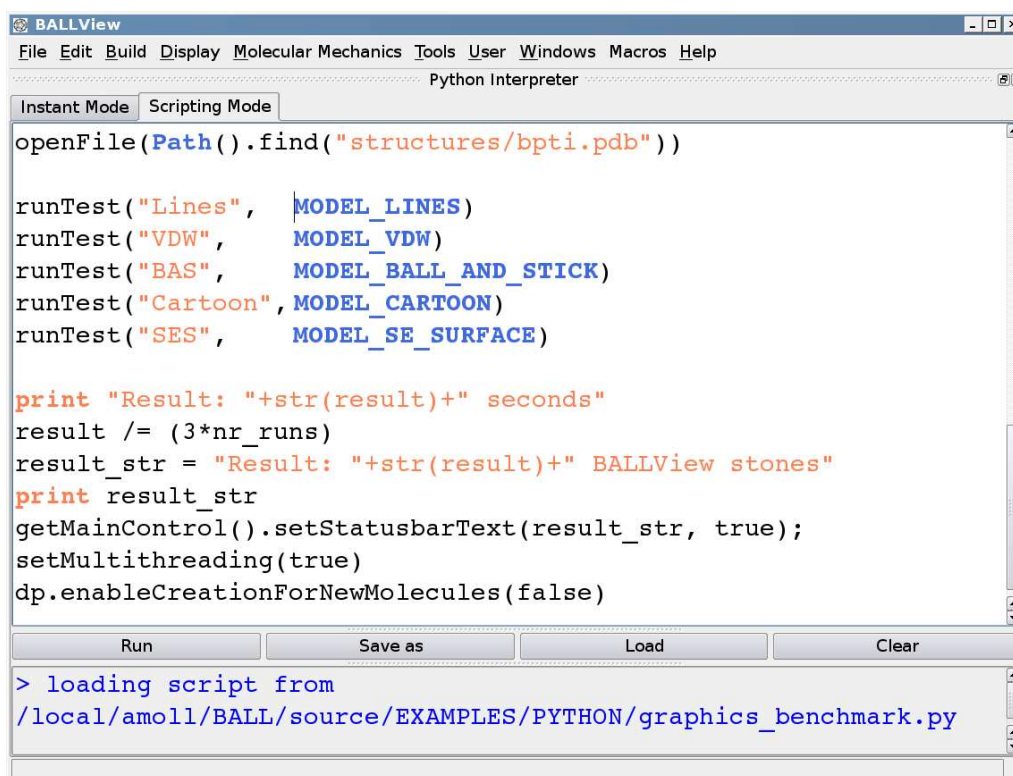 BALLView
File Edit Build Display Molecular Mechanics Tools User Windows Macros Help
Python Interpreter
Instant Mode Scripting Mode
openFile(Path().find("structures/bpti.pdb"))
runTest("Lines", MODEL_LINES)
runTest("VDW", MODEL_VDW)
runTest("BAS", MODEL_BALL_AND_STICK)
runTest("Cartoon", MODEL_CARTOON)
runTest("SES", MODEL_SE_SURFACE)
print "Result: "+str(result)+" seconds"
result /= (3*nr_runs)
result_str = "Result: "+str(result)+" BALLView stones"
print result_str
getMainControl().setStatusbarText(result_str, true);
setMultithreading(true)
dp.enableCreationForNewMolecules(false)
Run Save as Load Clear
> loading script from
/local/amoll/BALL/source/EXAMPLES/PYTHON/graphics_benchmark.py